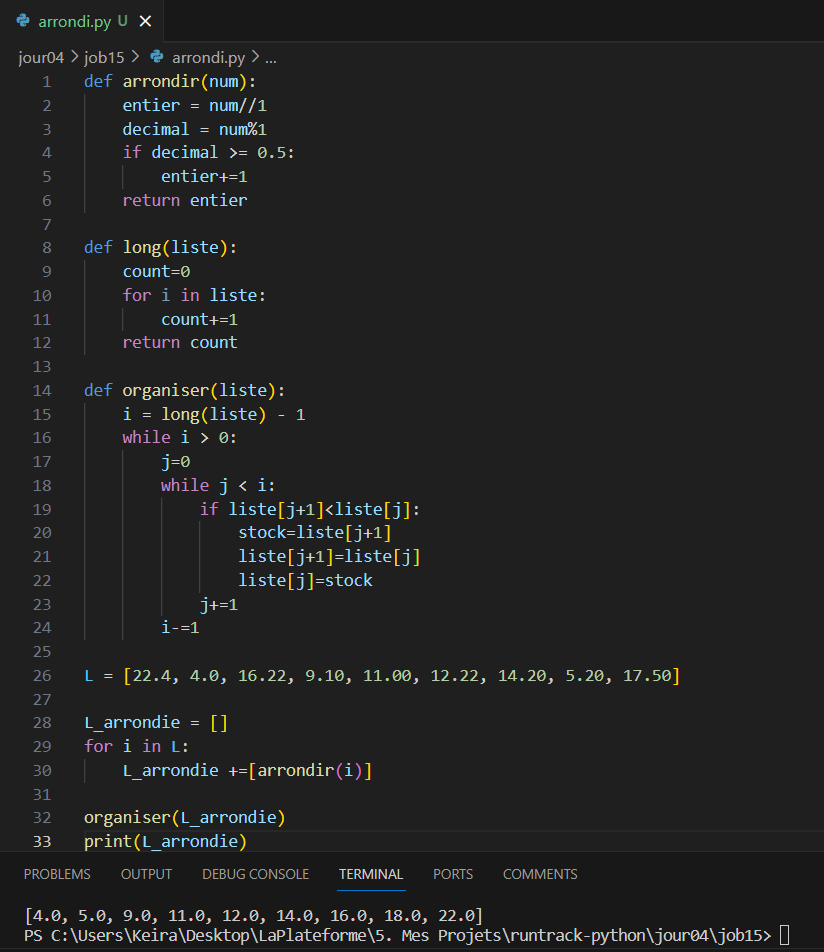 arrondi.py U ✕
jour04 > job15 > arrondi.py > ...
1 def arrondir(num):
2     entier = num//1
3     decimal = num%1
4     if decimal >= 0.5:
5         entier+=1
6     return entier
7
8 def long(liste):
9     count=0
10     for i in liste:
11         count+=1
12     return count
13
14 def organiser(liste):
15     i = long(liste) - 1
16     while i > 0:
17         j=0
18         while j < i:
19             if liste[j+1]<liste[j]:
20                 stock=liste[j+1]
21                 liste[j+1]=liste[j]
22                 liste[j]=stock
23             j+=1
24         i-=1
25
26 L = [22.4, 4.0, 16.22, 9.10, 11.00, 12.22, 14.20, 5.20, 17.50]
27
28 L_arrondie = []
29 for i in L:
30     L_arrondie +=[arrondir(i)]
31
32 organiser(L_arrondie)
33 print(L_arrondie)
PROBLEMS OUTPUT DEBUG CONSOLE TERMINAL PORTS COMMENTS
[4.0, 5.0, 9.0, 11.0, 12.0, 14.0, 16.0, 18.0, 22.0]
PS C:\Users\Keira\Desktop\LaPlateforme\5. Mes Projets\runtrack-python\jour04\job15>